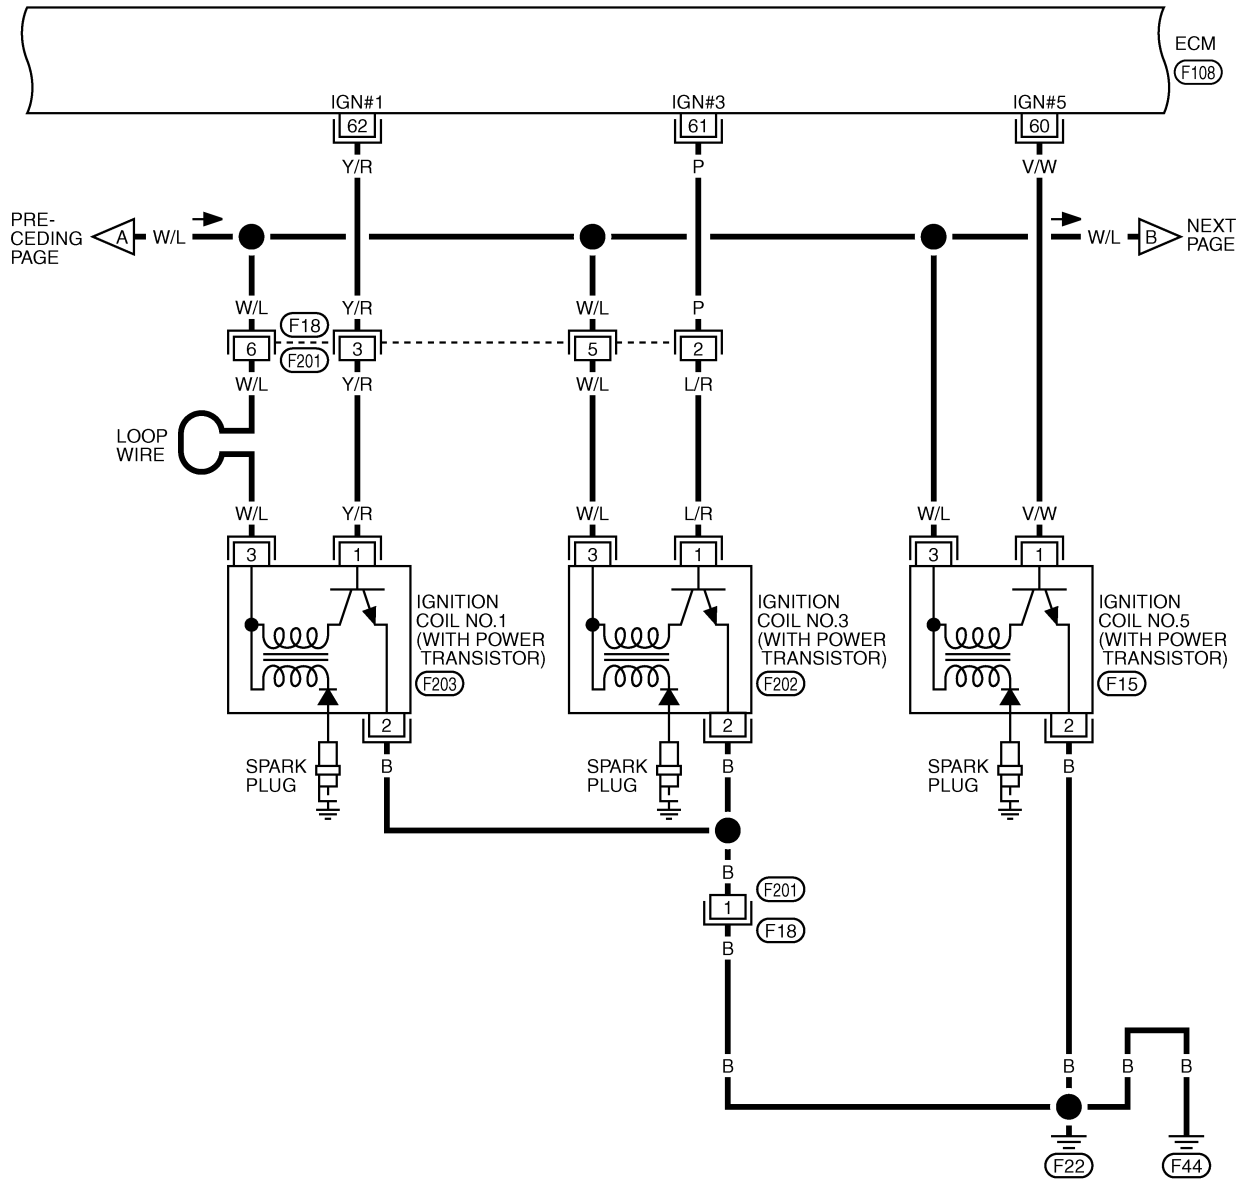 ECM
F108
IGN#1 IGN#3 IGN#5
62 61 60
Y/R P V/W
PRE-
CEDING
PAGE
A W/L W/L B
NEXT
PAGE
W/L Y/R W/L P
F18
6 3 5 2
F201
W/L Y/R W/L L/R
LOOP
WIRE
W/L Y/R W/L L/R W/L V/W
3 1 3 1 3 1
IGNITION
COIL NO.1
(WITH POWER
TRANSISTOR)
F203
IGNITION
COIL NO.3
(WITH POWER
TRANSISTOR)
F202
IGNITION
COIL NO.5
(WITH POWER
TRANSISTOR)
F15
2 2 2
SPARK
PLUG
B
SPARK
PLUG
B
SPARK
PLUG
B
B
F201
1
F18
B
B B B B
F22 F44